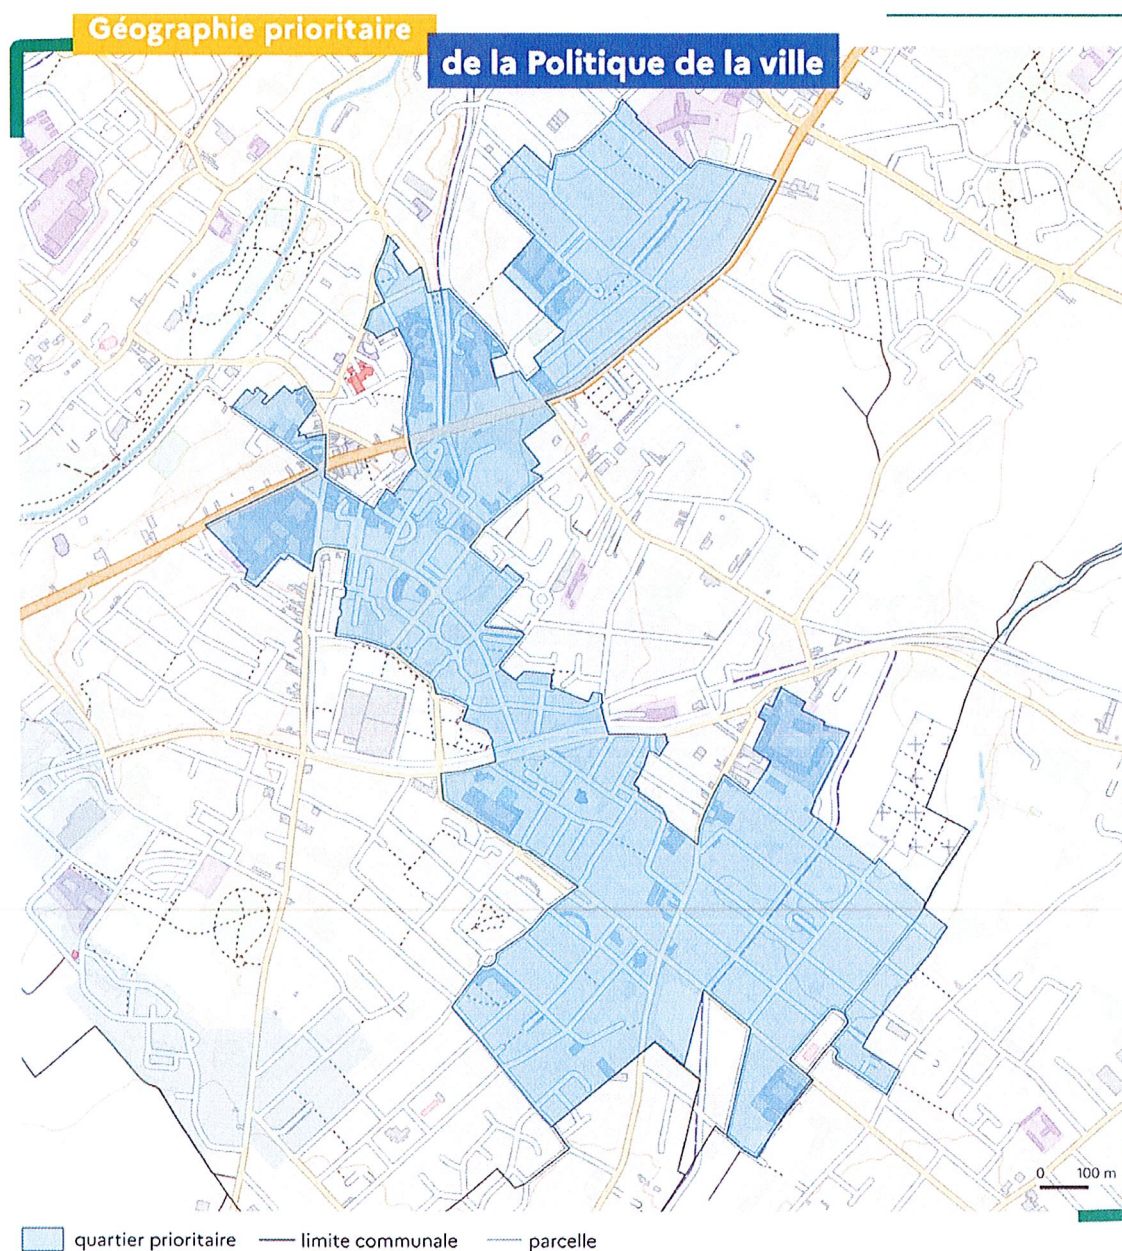 Géographie prioritaire
de la Politique de la ville
0 100 m
quartier prioritaire limite communale parcelle